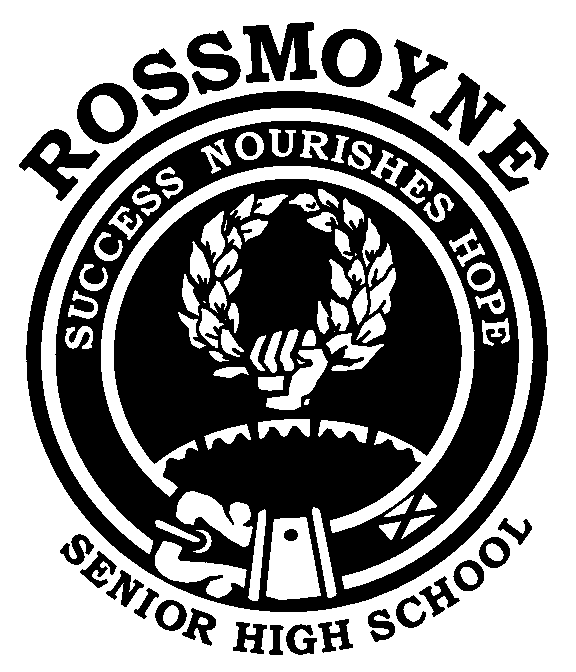 ROSSMOYNE
SUCCESS NOURISHES HOPE
SENIOR HIGH SCHOOL